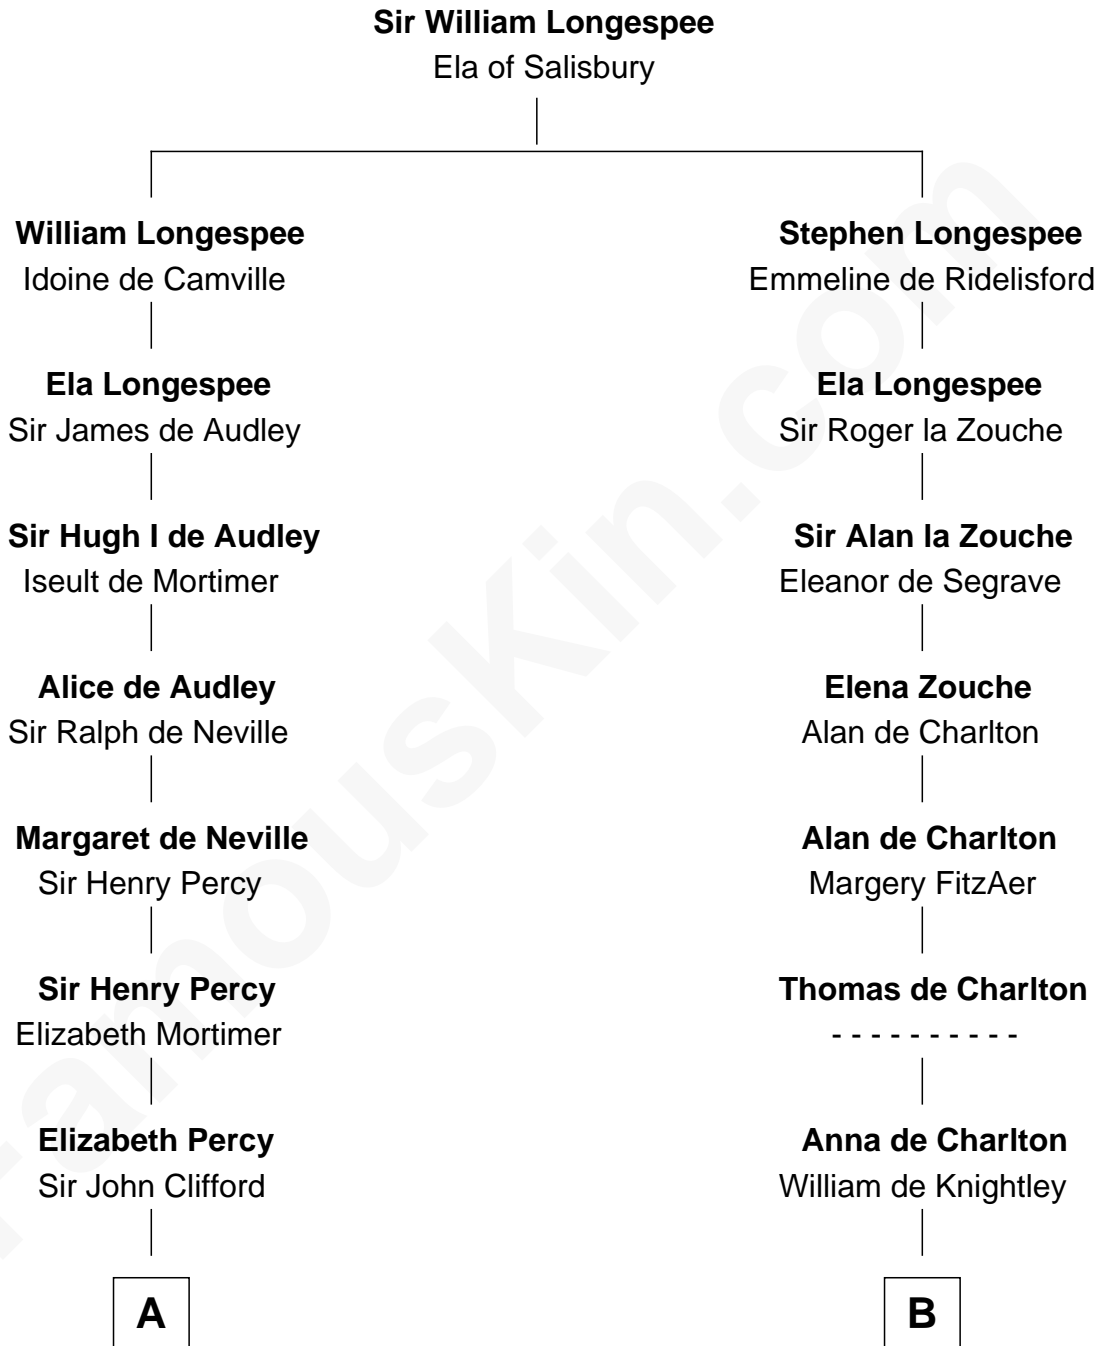 Sir William Longespee
Ela of Salisbury
William Longespee
Idoine de Camville
Ela Longespee
Sir James de Audley
Sir Hugh I de Audley
Iseult de Mortimer
Alice de Audley
Sir Ralph de Neville
Margaret de Neville
Sir Henry Percy
Sir Henry Percy
Elizabeth Mortimer
Elizabeth Percy
Sir John Clifford
A
Stephen Longespee
Emmeline de Ridelisford
Ela Longespee
Sir Roger la Zouche
Sir Alan la Zouche
Eleanor de Segrave
Elena Zouche
Alan de Charlton
Alan de Charlton
Margery FitzAer
Thomas de Charlton
- - - - - - - - - -
Anna de Charlton
William de Knightley
B
FamousKin.com